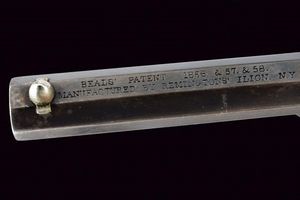 BEALS' PATENT 1856 & 57. & 58.
MANUFACTURED BY REMINGTONS' ILION, N.Y.